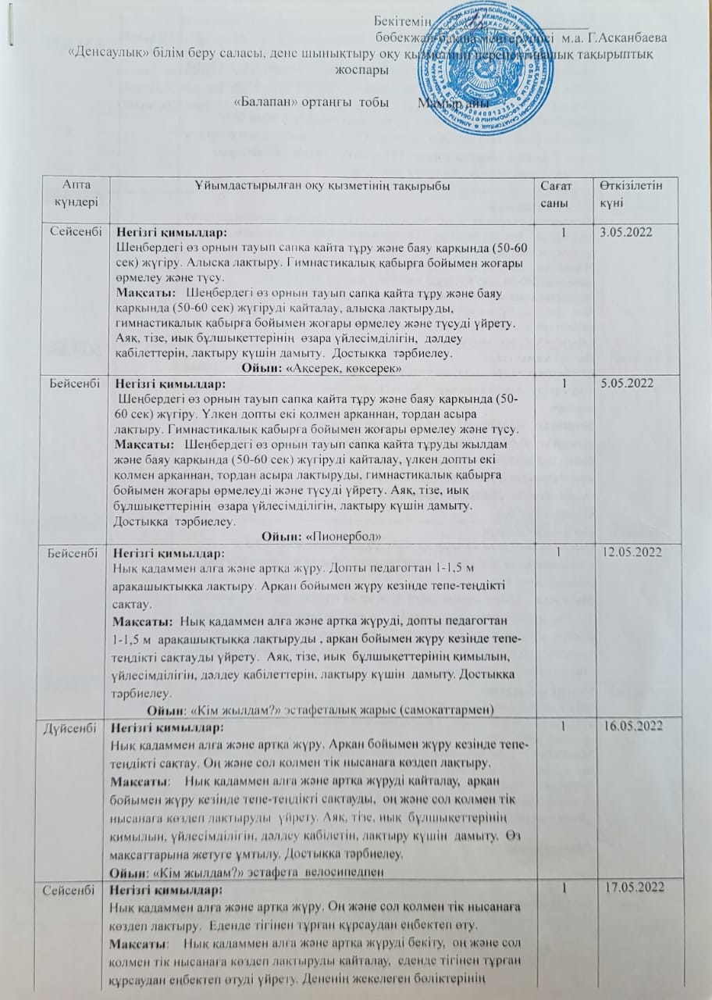 Бекітемін
бөбекжай-бақша меңгерушісі м.а. Г.Асканбаева
«Денсаулық» білім беру саласы, дене шынықтыру оқу қызметінің перспективалық тақырыптық
жоспары
«Балапан» ортаңғы тобы Мамыр айы
Апта күндері
Ұйымдастырылған оқу қызметінің тақырыбы
Сағат саны
Өткізілетін күні
Сейсенбі
Негізгі қимылдар:
Шеңбердегі өз орнын тауып сапқа қайта тұру және баяу қарқында (50-60
сек) жүгіру. Алысқа лақтыру. Гимнастикалық қабырға бойымен жоғары
өрмелеу және түсу.
Мақсаты: Шеңбердегі өз орнын тауып сапқа қайта тұру және баяу
қарқында (50-60 сек) жүгіруді қайталау, алысқа лақтыруды,
гимнастикалық қабырға бойымен жоғары өрмелеу және түсуді үйрету.
Аяқ, тізе, иық бұлшықеттерінің өзара үйлесімділігін, дәлдеу
қабілеттерін, лақтыру күшін дамыту. Достыққа тәрбиелеу.
Ойын: «Ақсерек, көксерек»
1
3.05.2022
Бейсенбі
Негізгі қимылдар:
Шеңбердегі өз орнын тауып сапқа қайта тұру және баяу қарқында (50-
60 сек) жүгіру. Үлкен допты екі қолмен арқаннан, тордан асыра
лақтыру. Гимнастикалық қабырға бойымен жоғары өрмелеу және түсу.
Мақсаты: Шеңбердегі өз орнын тауып сапқа қайта тұруды жылдам
және баяу қарқында (50-60 сек) жүгіруді қайталау, үлкен допты екі
қолмен арқаннан, тордан асыра лақтыруды, гимнастикалық қабырға
бойымен жоғары өрмелеуді және түсуді үйрету. Аяқ, тізе, иық
бұлшықеттерінің өзара үйлесімділігін, лақтыру күшін дамыту.
Достыққа тәрбиелеу.
Ойын: «Пионербол»
1
5.05.2022
Бейсенбі
Негізгі қимылдар:
Нық қадаммен алға және артқа жүру. Допты педагогтан 1-1,5 м
арақашықтыққа лақтыру. Арқан бойымен жүру кезінде тепе-теңдікті
сақтау.
Мақсаты: Нық қадаммен алға және артқа жүруді, допты педагогтан
1-1,5 м арақашықтыққа лақтыруды , арқан бойымен жүру кезінде тепе-
теңдікті сақтауды үйрету. Аяқ, тізе, иық бұлшықеттерінің қимылын,
үйлесімділігін, дәлдеу қабілеттерін, лақтыру күшін дамыту. Достыққа
тәрбиелеу.
Ойын: «Кім жылдам?» эстафеталық жарыс (самокаттармен)
1
12.05.2022
Дүйсенбі
Негізгі қимылдар:
Нық қадаммен алға және артқа жүру. Арқан бойымен жүру кезінде тепе-
теңдікті сақтау. Оң және сол қолмен тік нысанаға көздеп лақтыру.
Мақсаты: Нық қадаммен алға және артқа жүруді қайталау, арқан
бойымен жүру кезінде тепе-теңдікті сақтауды, оң және сол қолмен тік
нысанаға көздеп лақтыруды үйрету. Аяқ, тізе, иық бұлшықеттерінің
қимылын, үйлесімділігін, дәлдеу қабілетін, лақтыру күшін дамыту. Өз
мақсаттарына жетуге ұмтылу. Достыққа тәрбиелеу.
Ойын: «Кім жылдам?» эстафета велосипедпен
1
16.05.2022
Сейсенбі
Негізгі қимылдар:
Нық қадаммен алға және артқа жүру. Оң және сол қолмен тік нысанаға
көздеп лақтыру. Еденде тігінен тұрған құрсаудан еңбектеп өту.
Мақсаты: Нық қадаммен алға және артқа жүруді бекіту, оң және сол
қолмен тік нысанаға көздеп лақтыруды қайталау, еденде тігінен тұрған
құрсаудан еңбектеп өтуді үйрету. Дененің жекелеген бөліктерінің
1
17.05.2022